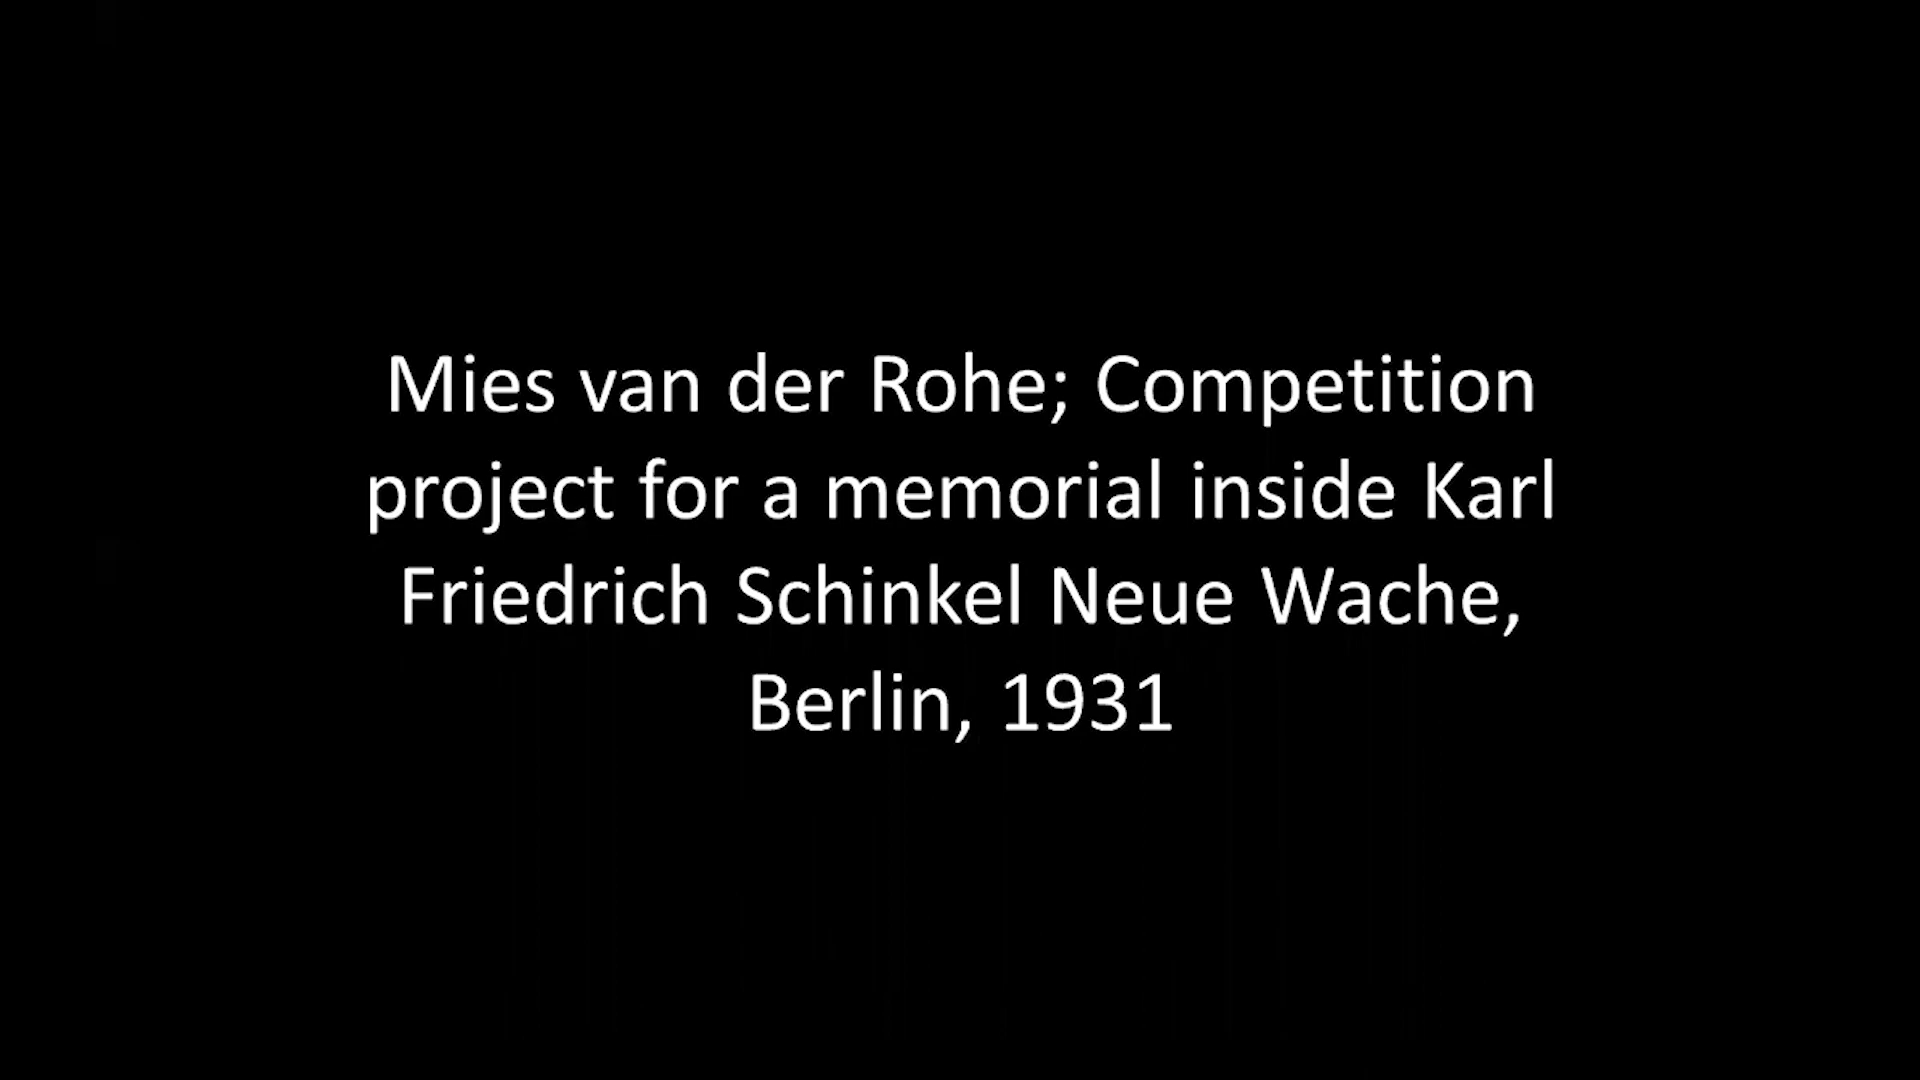 Mies van der Rohe; Competition
project for a memorial inside Karl
Friedrich Schinkel Neue Wache,
Berlin, 1931